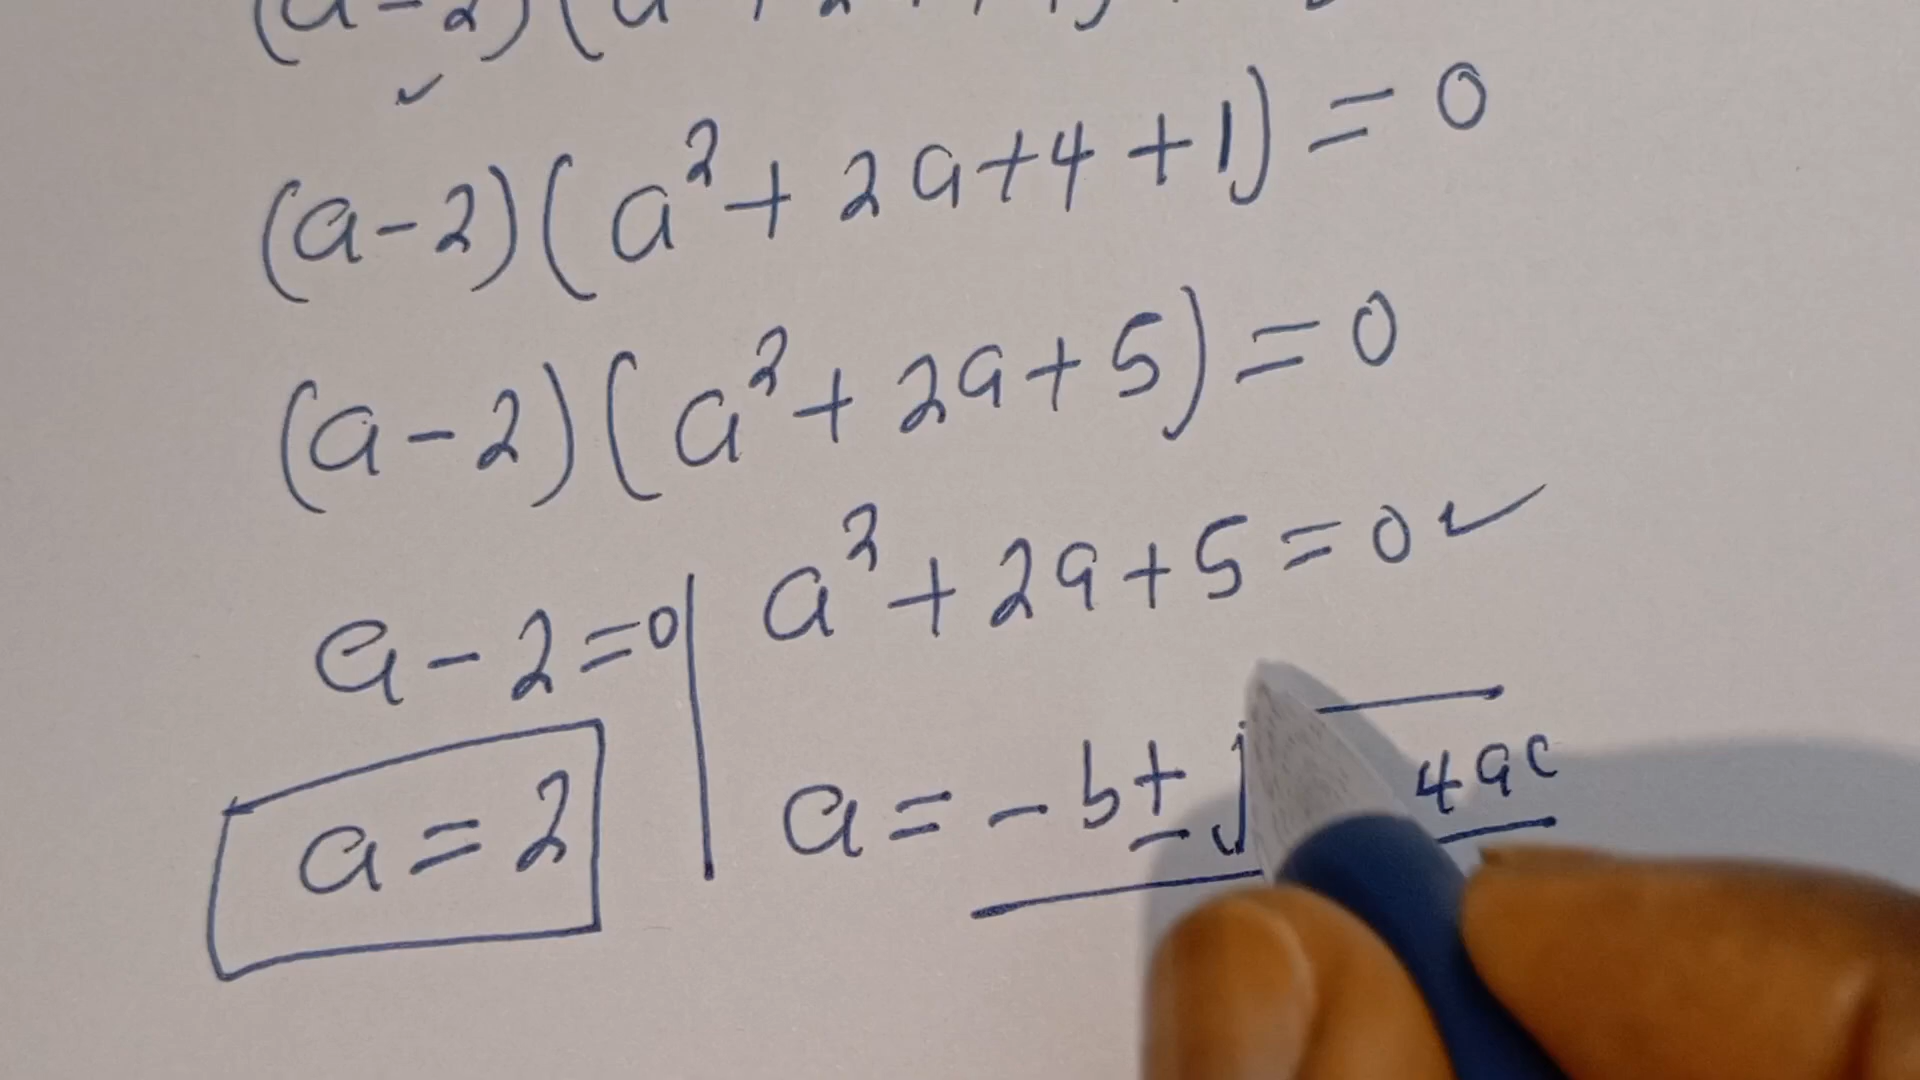 (a-2)(a²+2a+4+1)=0
(a-2)(a²+2a+5)=0
a-2=0 | a²+2a+5=0 ✓
a=2 | a=-b±√ 4ac